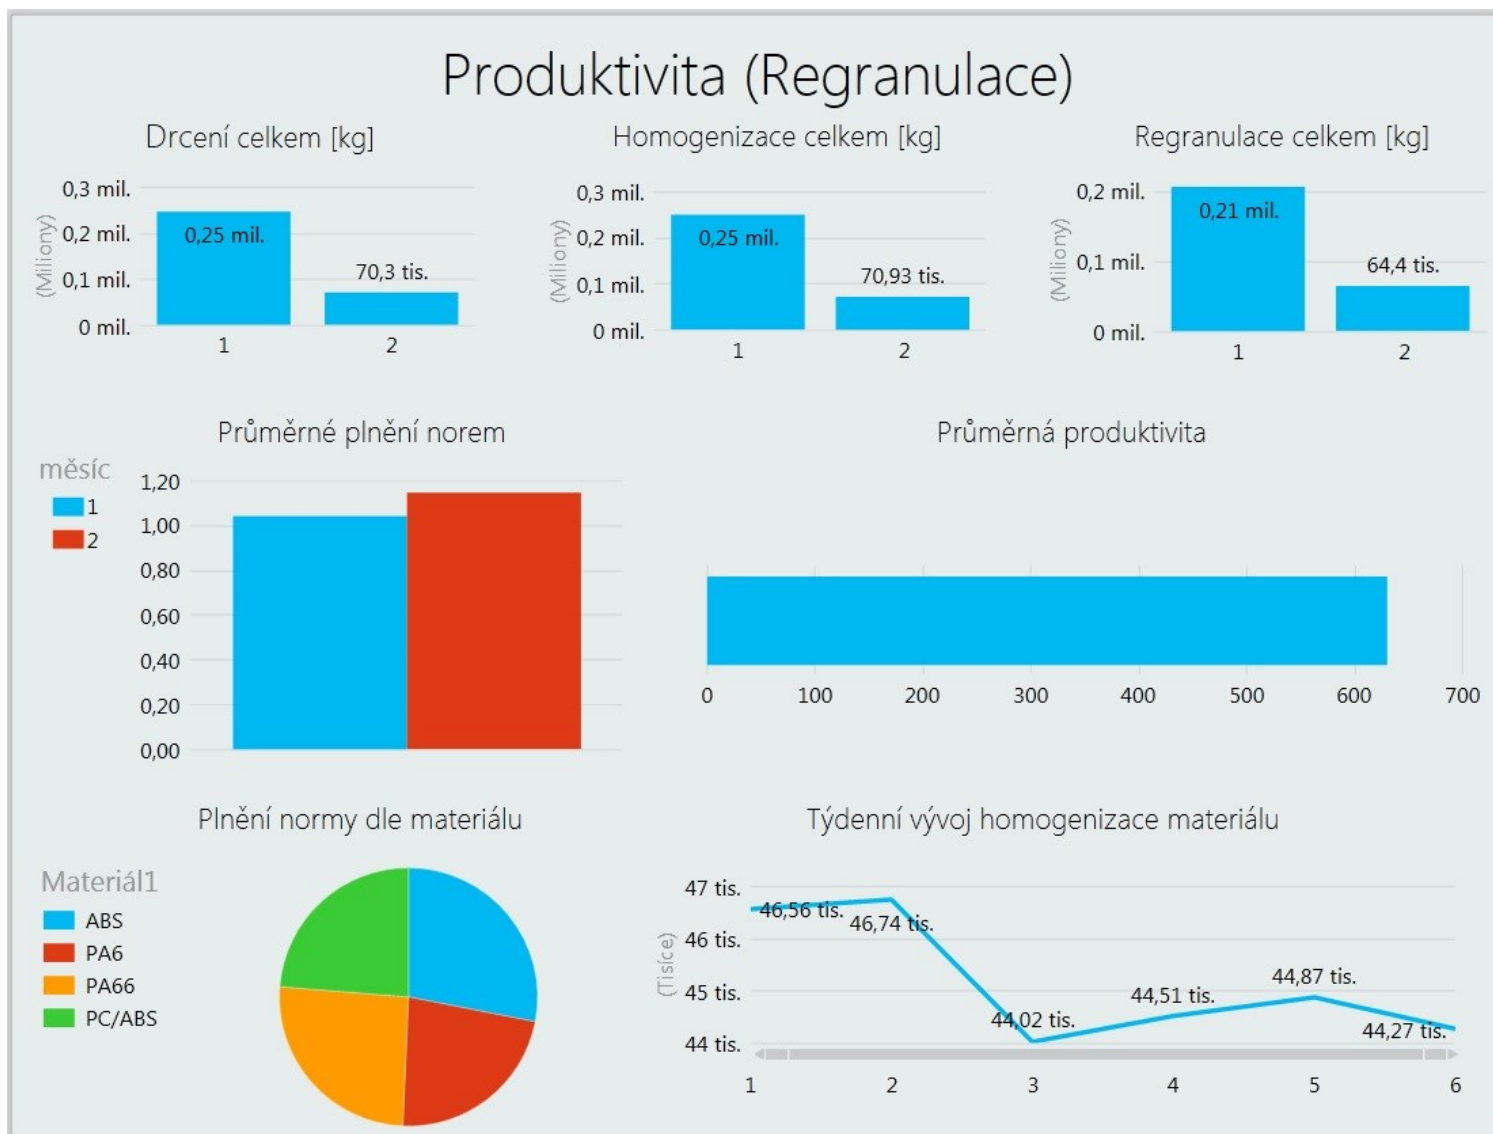 Produktivita (Regranulace)
Drcení celkem [kg]
(Miliony)
0,3 mil.
0,2 mil.
0,1 mil.
0 mil.
0,25 mil.
70,3 tis.
1 2
Homogenizace celkem [kg]
(Miliony)
0,3 mil.
0,2 mil.
0,1 mil.
0 mil.
0,25 mil.
70,93 tis.
1 2
Regranulace celkem [kg]
(Miliony)
0,2 mil.
0,1 mil.
0 mil.
0,21 mil.
64,4 tis.
1 2
Průměrné plnění norem
měsíc
1
2
1,20
1,00
0,80
0,60
0,40
0,20
0,00
Průměrná produktivita
0 100 200 300 400 500 600 700
Plnění normy dle materiálu
Materiál1
ABS
PA6
PA66
PC/ABS
Týdenní vývoj homogenizace materiálu
(Tisíce)
47 tis.
46 tis.
45 tis.
44 tis.
46,56 tis.
46,74 tis.
44,02 tis.
44,51 tis.
44,87 tis.
44,27 tis.
1 2 3 4 5 6